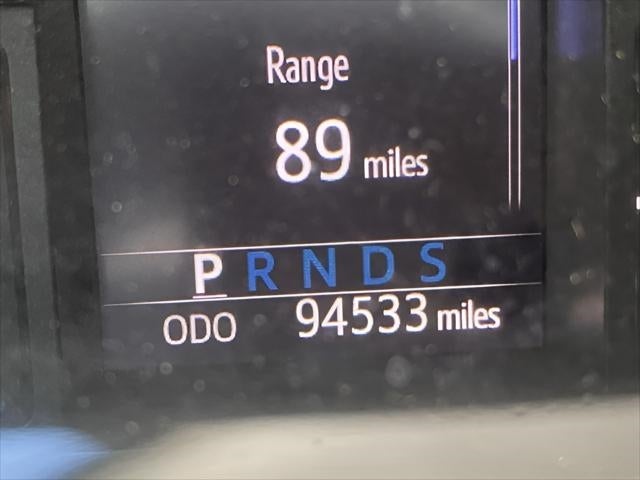 Range
89 miles
P R N D S
ODO 94533 miles